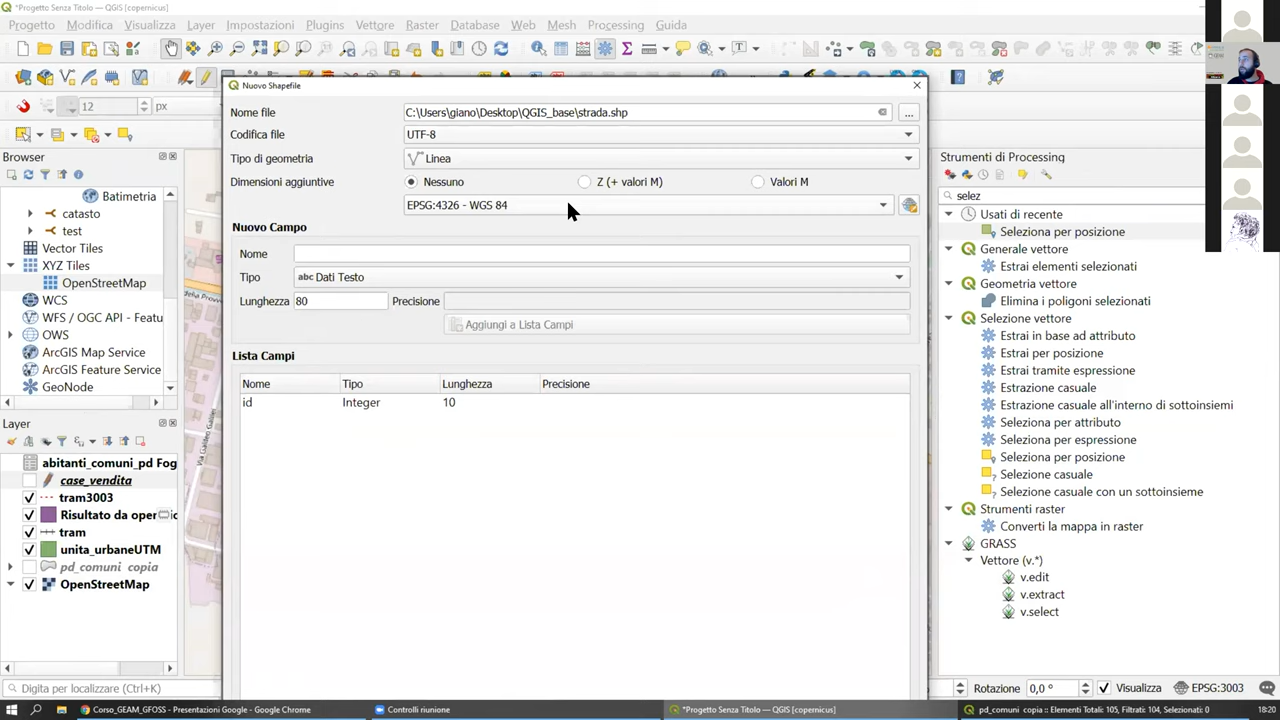 *Progetto Senza Titolo — QGIS [copernicus]
Progetto Modifica Visualizza Layer Impostazioni Plugins Vettore Raster Database Web Mesh Processing Guida
12 px
Browser
Batimetria
catasto
test
Vector Tiles
XYZ Tiles
OpenStreetMap
WCS
WFS / OGC API - Featu
OWS
ArcGIS Map Service
ArcGIS Feature Service
GeoNode
Layer
abitanti_comuni_pd Fog
case_vendita
tram3003
Risultato da oper
tram
unita_urbaneUTM
pd_comuni copia
OpenStreetMap
Nuovo Shapefile
Nome file C:\Users\giano\Desktop\QGIS_base\strada.shp ...
Codifica file UTF-8
Tipo di geometria Linea
Dimensioni aggiuntive Nessuno Z (+ valori M) Valori M
EPSG:4326 - WGS 84
Nuovo Campo
Nome
Tipo abc Dati Testo
Lunghezza 80 Precisione
Aggiungi a Lista Campi
Lista Campi
Nome Tipo Lunghezza Precisione
id Integer 10
Strumenti di Processing
selez
Usati di recente
Seleziona per posizione
Generale vettore
Estrai elementi selezionati
Geometria vettore
Elimina i poligoni selezionati
Selezione vettore
Estrai in base ad attributo
Estrai per posizione
Estrai tramite espressione
Estrazione casuale
Estrazione casuale all'interno di sottoinsiemi
Seleziona per attributo
Seleziona per espressione
Seleziona per posizione
Selezione casuale
Selezione casuale con un sottoinsieme
Strumenti raster
Converti la mappa in raster
GRASS
Vettore (v.*)
v.edit
v.extract
v.select
Digita per localizzare (Ctrl+K)
Rotazione 0,0 ° Visualizza EPSG:3003
Corso_GEAM_GFOSS - Presentazioni Google - Google Chrome
Controlli riunione
*Progetto Senza Titolo — QGIS [copernicus]
pd_comuni copia :: Elementi Totali: 105, Filtrati: 104, Selezionati: 0
18:20